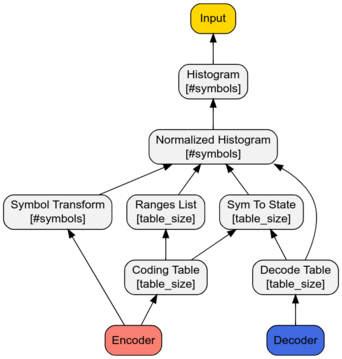 Input
Histogram
[#symbols]
Normalized Histogram
[#symbols]
Symbol Transform
[#symbols]
Ranges List
[table_size]
Sym To State
[table_size]
Coding Table
[table_size]
Decode Table
[table_size]
Encoder
Decoder